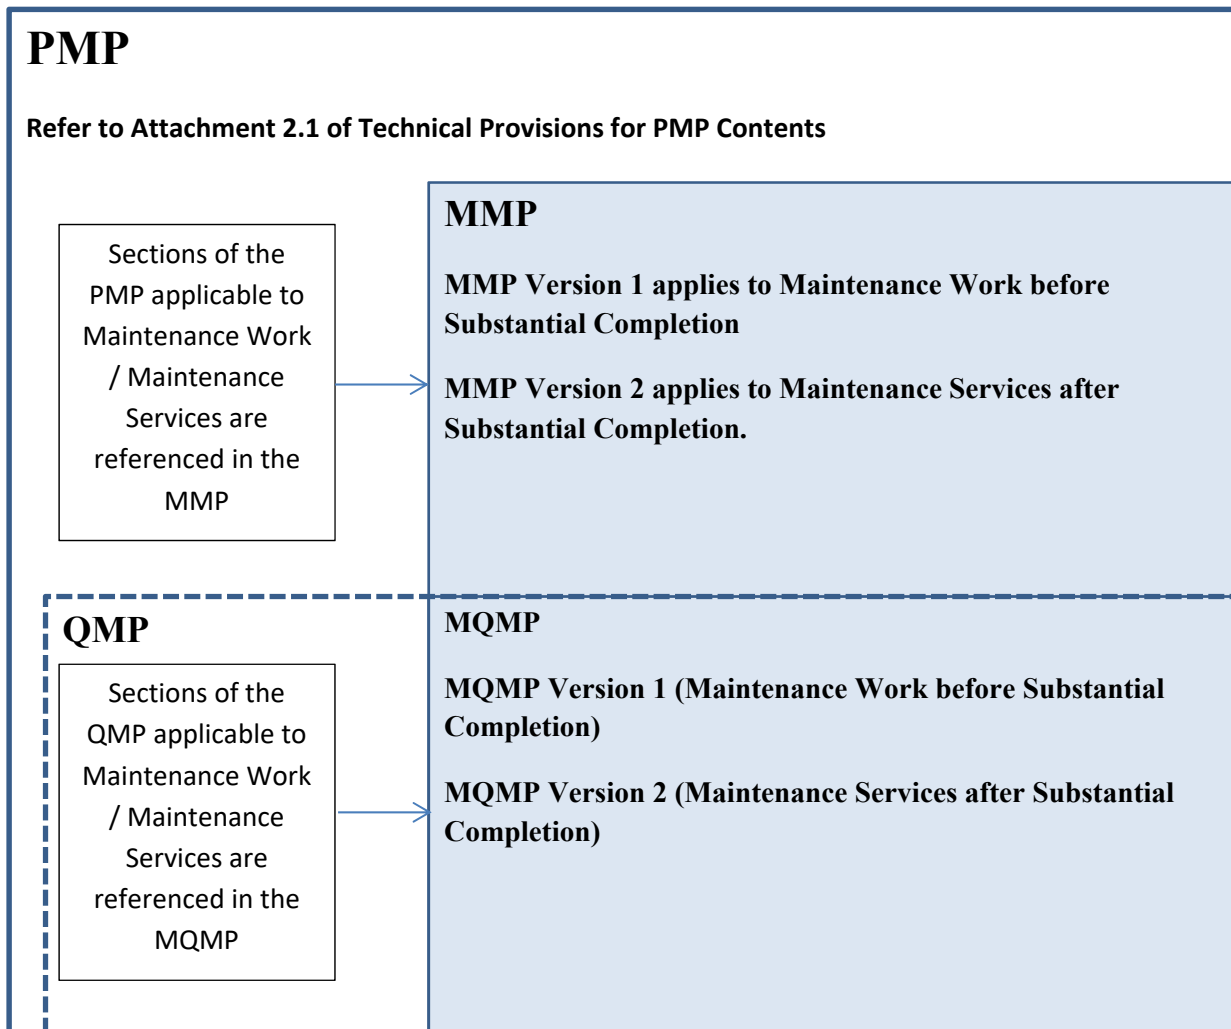 PMP
Refer to Attachment 2.1 of Technical Provisions for PMP Contents
Sections of the
PMP applicable to
Maintenance Work
/ Maintenance
Services are
referenced in the
MMP
MMP
MMP Version 1 applies to Maintenance Work before
Substantial Completion
MMP Version 2 applies to Maintenance Services after
Substantial Completion.
QMP
Sections of the
QMP applicable to
Maintenance Work
/ Maintenance
Services are
referenced in the
MQMP
MQMP
MQMP Version 1 (Maintenance Work before Substantial
Completion)
MQMP Version 2 (Maintenance Services after Substantial
Completion)